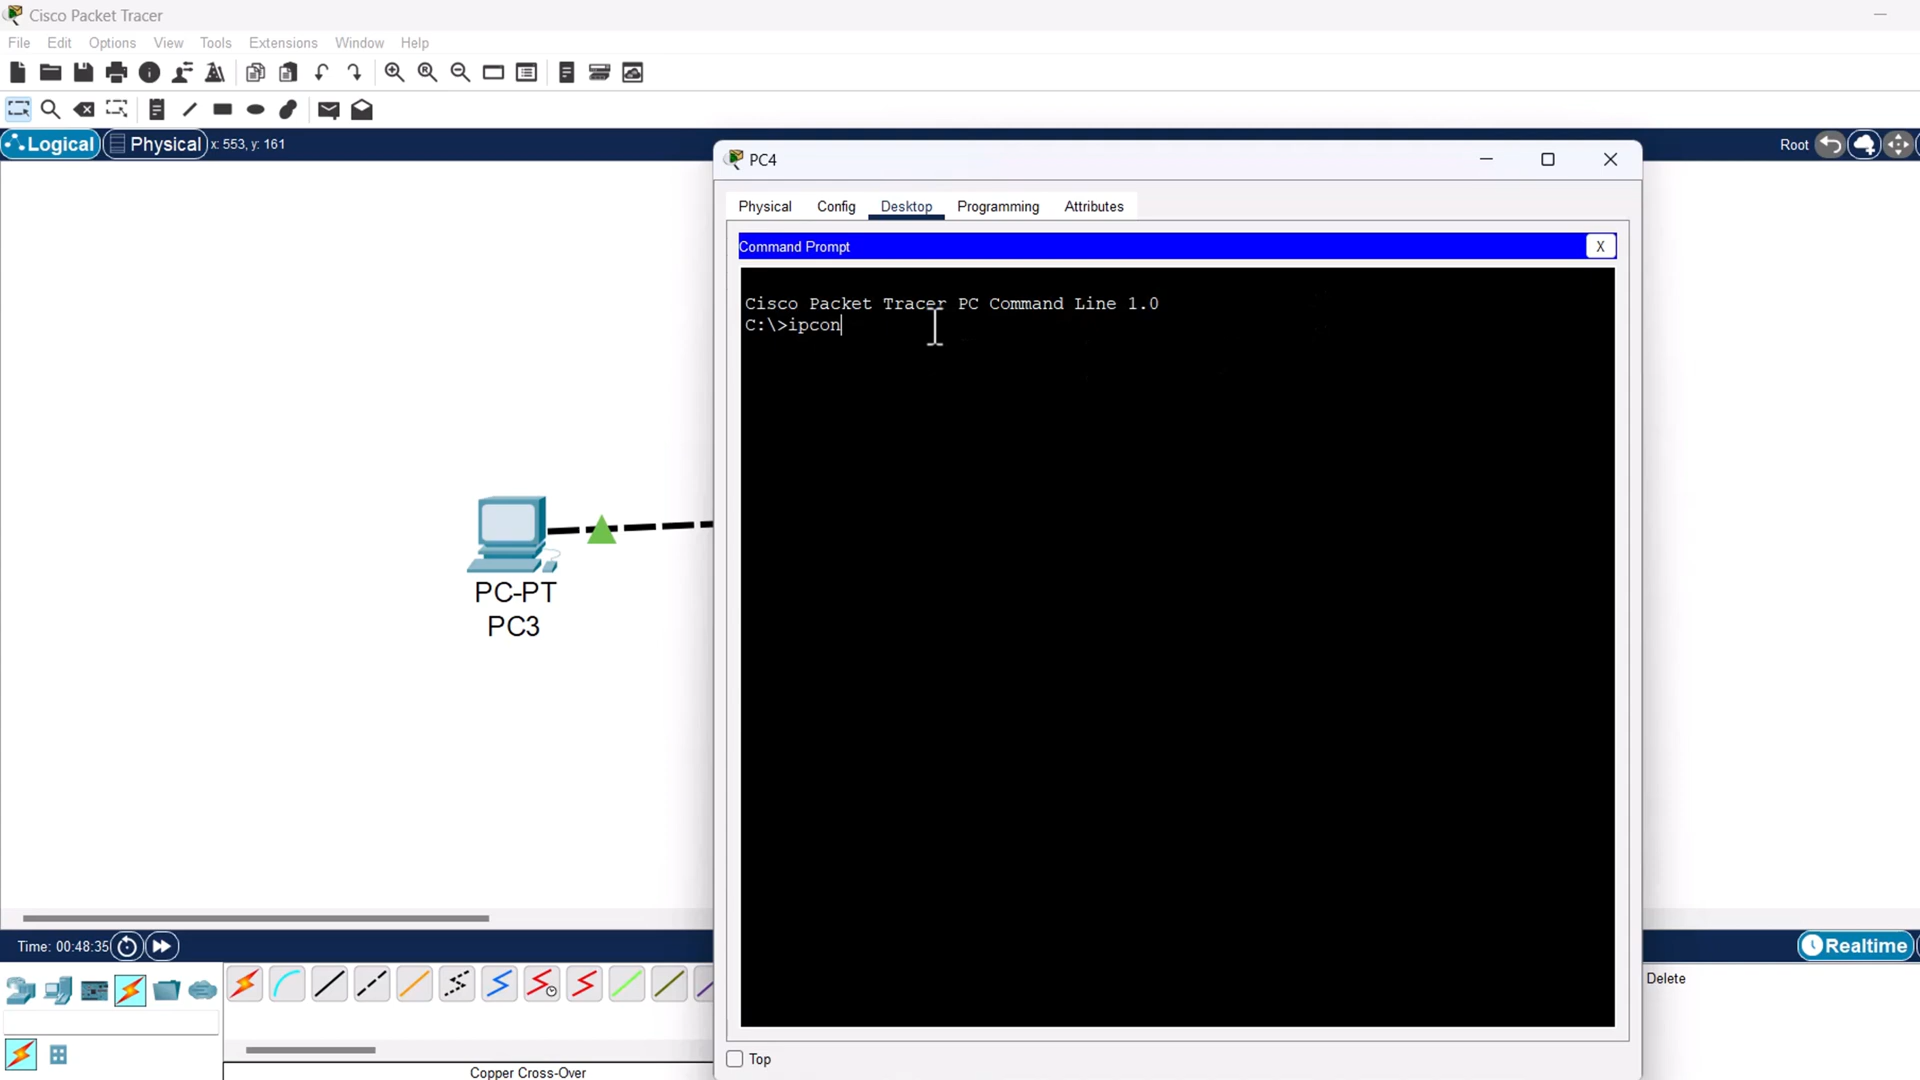 Cisco Packet Tracer
File Edit Options View Tools Extensions Window Help
Logical Physical x: 553, y: 161 Root
PC4
Physical Config Desktop Programming Attributes
Command Prompt X
Cisco Packet Tracer PC Command Line 1.0
C:\>ipcon
PC-PT
PC3
Time: 00:48:35 Realtime
Delete
Top
Copper Cross-Over